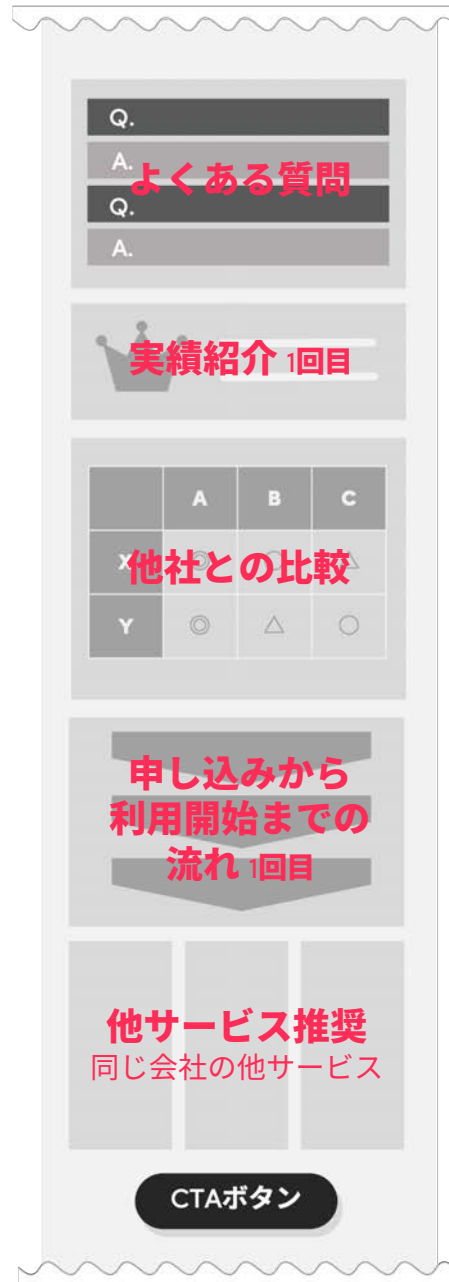 Q.
A.
よくある質問
Q.
A.
実績紹介 1回目
A B C
X ◎ ○ △
他社との比較
Y ◎ △ ○
申し込みから
利用開始までの
流れ 1回目
他サービス推奨
同じ会社の他サービス
CTAボタン